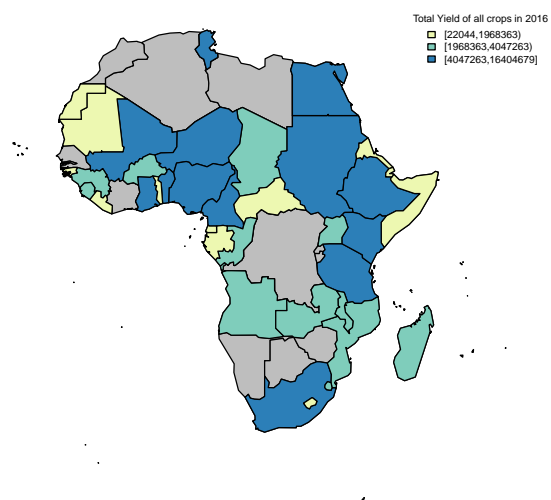 Total Yield of all crops in 2016
[22044,1968363)
[1968363,4047263)
[4047263,16404679]